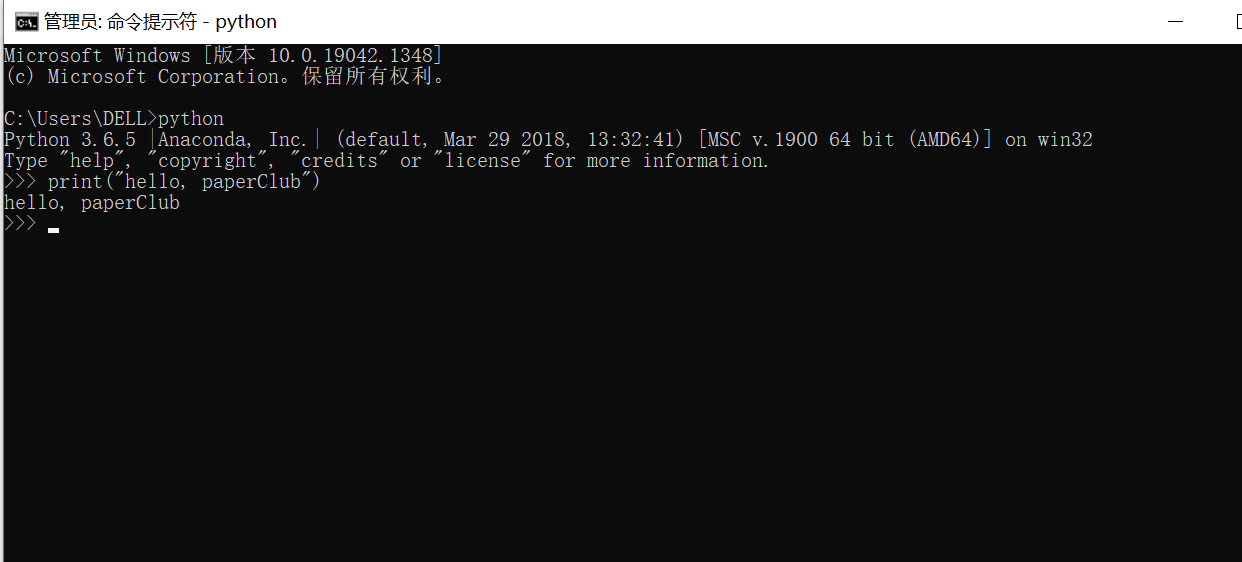 管理员: 命令提示符 - python
Microsoft Windows [版本 10.0.19042.1348]
(c) Microsoft Corporation。保留所有权利。
C:\Users\DELL>python
Python 3.6.5 |Anaconda, Inc.| (default, Mar 29 2018, 13:32:41) [MSC v.1900 64 bit (AMD64)] on win32
Type "help", "copyright", "credits" or "license" for more information.
>>> print("hello, paperClub")
hello, paperClub
>>>